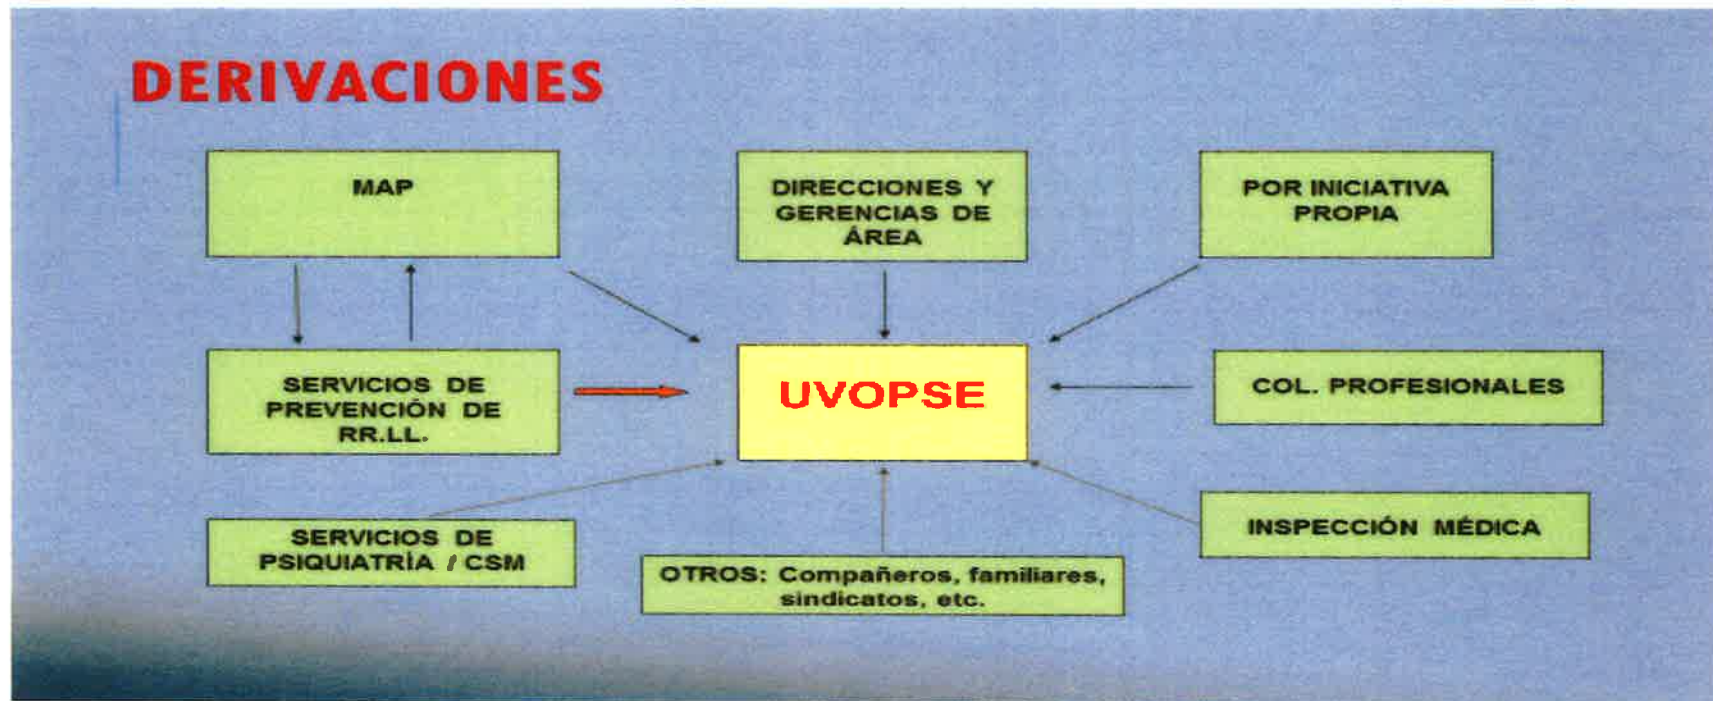 DERIVACIONES
MAP
DIRECCIONES Y
GERENCIAS DE
ÁREA
POR INICIATIVA
PROPIA
SERVICIOS DE
PREVENCIÓN DE
RR.LL.
UVOPSE
COL. PROFESIONALES
SERVICIOS DE
PSIQUIATRÍA / CSM
OTROS: Compañeros, familiares,
sindicatos, etc.
INSPECCIÓN MÉDICA